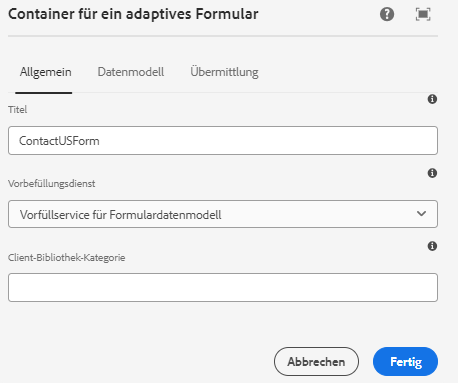 Container für ein adaptives Formular
Allgemein Datenmodell Übermittlung
Titel
ContactUSForm
Vorbefüllungsdienst
Vorfüllservice für Formulardatenmodell
Client-Bibliothek-Kategorie
Abbrechen Fertig